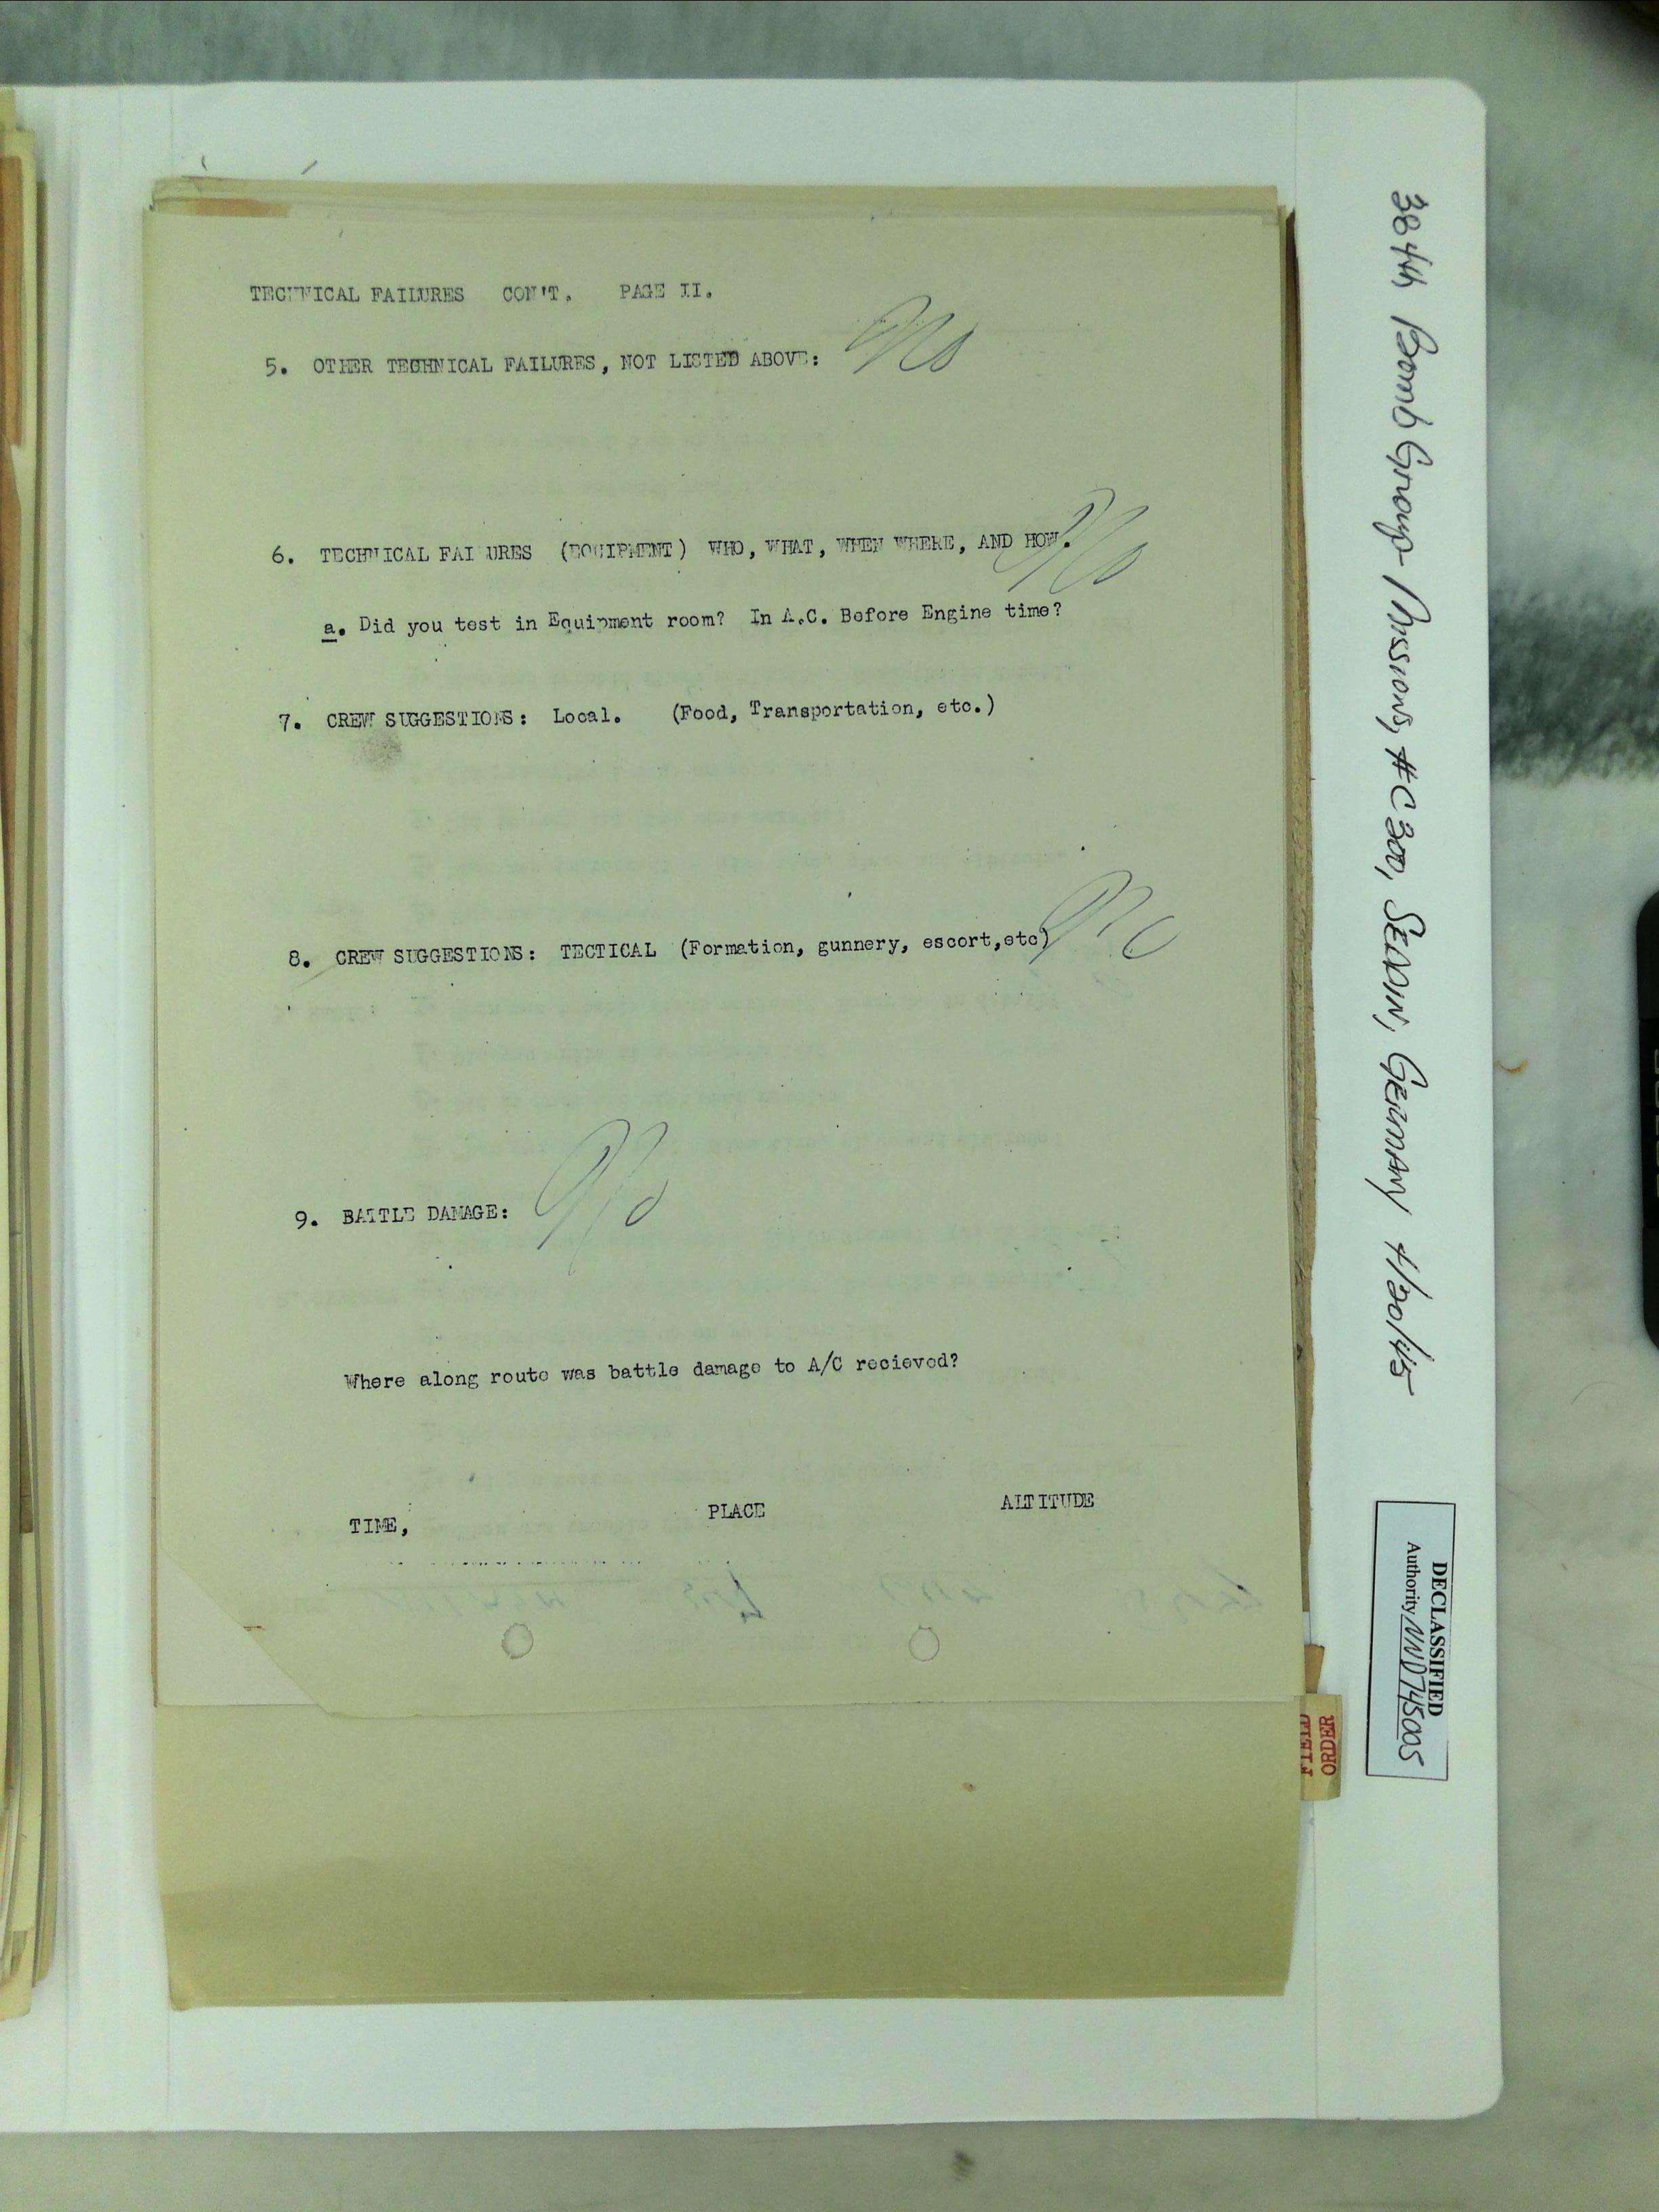 TECHNICAL FAILURES CON'T. PAGE II.
5. OTHER TECHNICAL FAILURES, NOT LISTED ABOVE: No
6. TECHNICAL FAI URES (EQUIPMENT) WHO, WHAT, WHEN WHERE, AND HOW. No
a. Did you test in Equipment room? In A.C. Before Engine time?
7. CREW SUGGESTIONS: Local. (Food, Transportation, etc.)
8. CREW SUGGESTIONS: TECTICAL (Formation, gunnery, escort,etc) No
9. BATTLE DAMAGE: No
Where along route was battle damage to A/C recieved?
TIME, PLACE ALTITUDE
384th Bomb Group - Missions, #C300, Germany 4/20/45
DECLASSIFIED
Authority NND745005
FIELD
ORDER